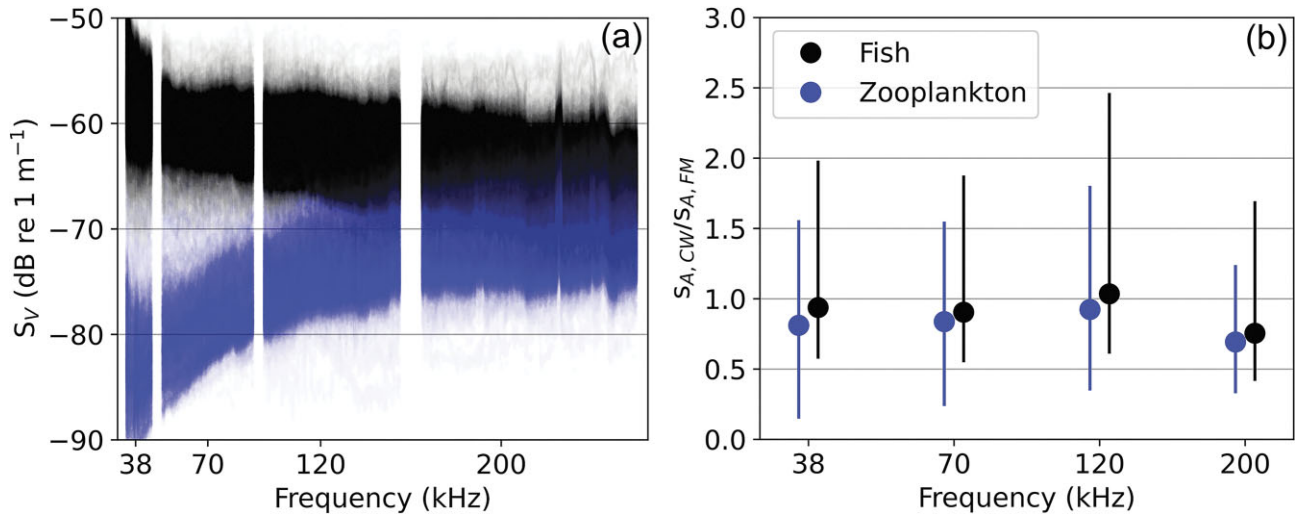 (a)
S_V (dB re 1 m⁻¹)
−50
−60
−70
−80
−90
38 70 120 200
Frequency (kHz)
(b)
Fish
Zooplankton
s_A,CW/s_A,FM
3.0
2.5
2.0
1.5
1.0
0.5
0.0
38 70 120 200
Frequency (kHz)